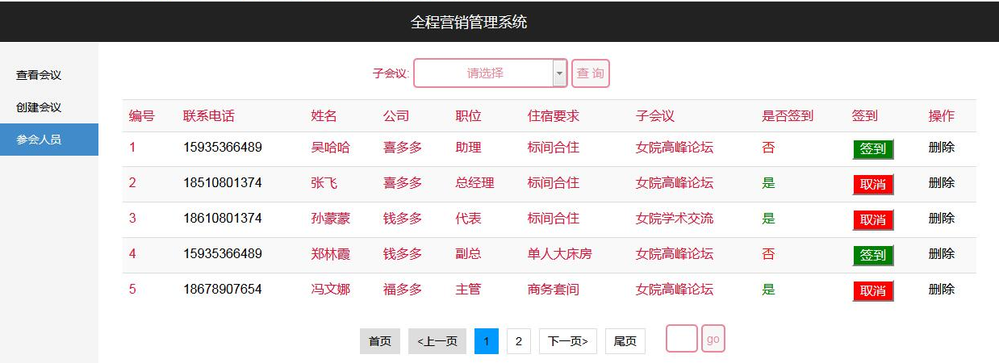 全程营销管理系统
查看会议
创建会议
参会人员
子会议: 请选择 查 询
编号 联系电话 姓名 公司 职位 住宿要求 子会议 是否签到 签到 操作
1 15935366489 吴哈哈 喜多多 助理 标间合住 女院高峰论坛 否 签到 删除
2 18510801374 张飞 喜多多 总经理 标间合住 女院高峰论坛 是 取消 删除
3 18610801374 孙蒙蒙 钱多多 代表 标间合住 女院学术交流 是 取消 删除
4 15935366489 郑林霞 钱多多 副总 单人大床房 女院高峰论坛 否 签到 删除
5 18678907654 冯文娜 福多多 主管 商务套间 女院高峰论坛 是 取消 删除
首页 <上一页 1 2 下一页> 尾页 go